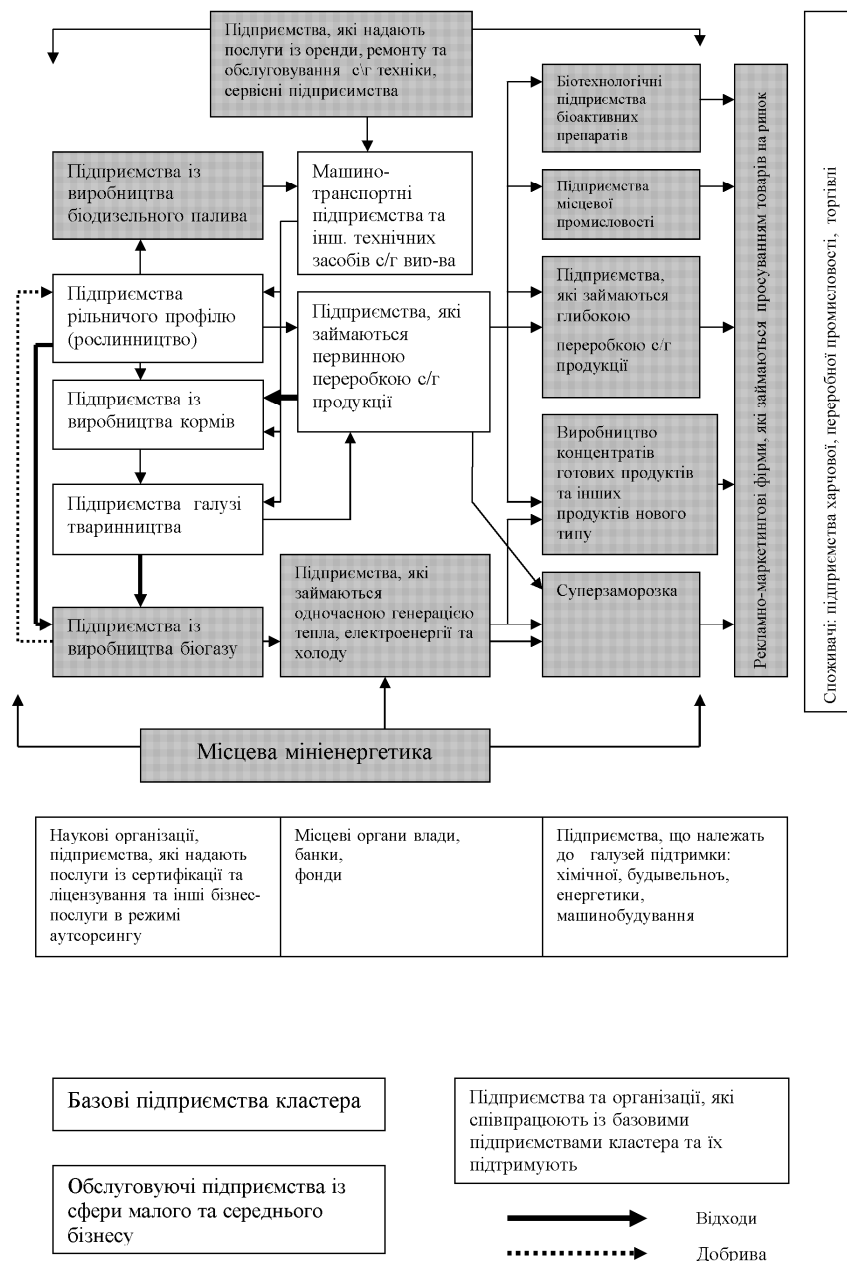 Підприємства, які надають
послуги із оренди, ремонту та
обслуговування с\г техніки,
сервісні підприсимства
Біотехнологічні
підприємства
біоактивних
препаратів
Підприємства із
виробництва
біодизельного палива
Машино-
транспортні
підприємства та
інш. технічних
засобів с/г вир-ва
Підприємства
місцевої
промисловості
Підприємства
рільничого профілю
(рослинництво)
Підприємства, які
займаються
первинною
переробкою с/г
продукції
Підприємства,
які займаються
глибокою
переробкою с/г
продукції
Підприємства із
виробництва кормів
Виробництво
концентратів
готових продуктів
та інших
продуктів нового
типу
Підприємства галузі
тваринництва
Підприємства із
виробництва біогазу
Підприємства, які
займаються
одночасною генерацією
тепла, електроенергії та
холоду
Суперзаморозка
Рекламно-маркетингові фірми, які займаються просуванням товарів на ринок
Споживачі: підприємства харчової, переробної промисловості, торгівлі
Місцева мініенергетика
Наукові організації,
підприємства, які надають
послуги із сертифікації та
ліцензування та інші бізнес-
послуги в режимі
аутсорсингу
Місцеві органи влади,
банки,
фонди
Підприємства, що належать
до галузей підтримки:
хімічної, будывельноъ,
енергетики,
машинобудування
Базові підприємства кластера
Обслуговуючі підприємства із
сфери малого та середнього
бізнесу
Підприємства та організації, які
співпрацюють із базовими
підприємствами кластера та їх
підтримують
Відходи
Добрива